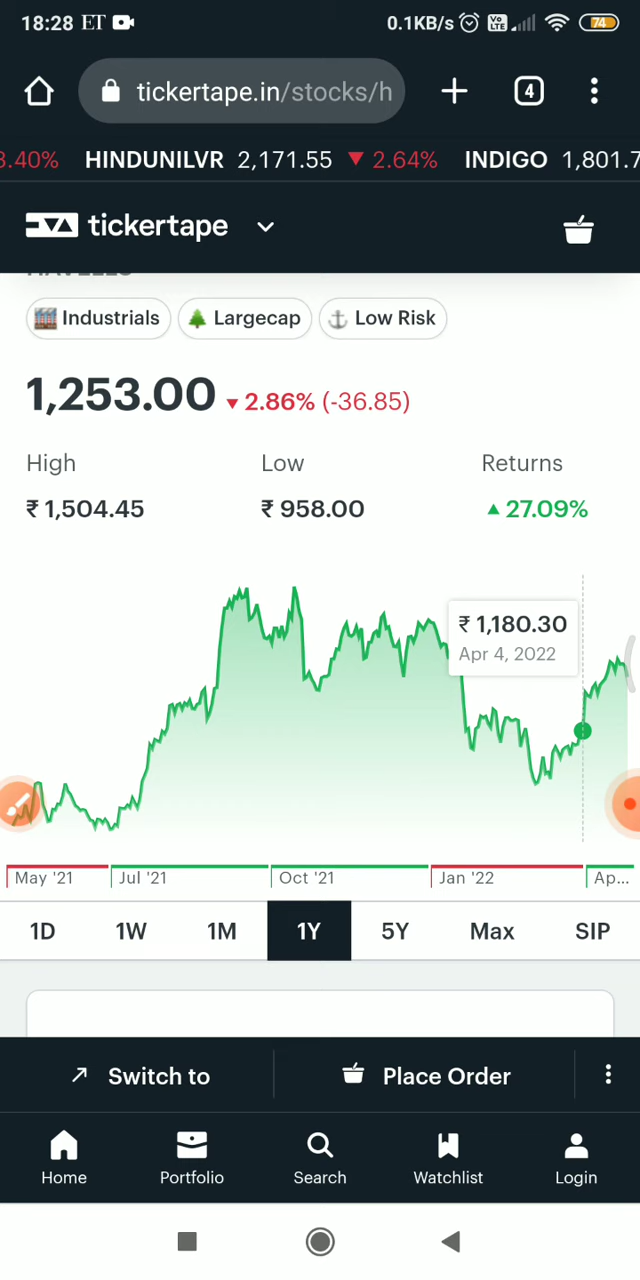 18:28 ET 0.1KB/s Vo LTE 74
tickertape.in/stocks/h 4
3.40% HINDUNILVR 2,171.55 ▼ 2.64% INDIGO 1,801.7
tickertape
Industrials Largecap Low Risk
1,253.00 ▼ 2.86% (-36.85)
High Low Returns
₹ 1,504.45 ₹ 958.00 ▲ 27.09%
₹ 1,180.30
Apr 4, 2022
May '21 Jul '21 Oct '21 Jan '22 Ap...
1D 1W 1M 1Y 5Y Max SIP
Switch to Place Order
Home Portfolio Search Watchlist Login